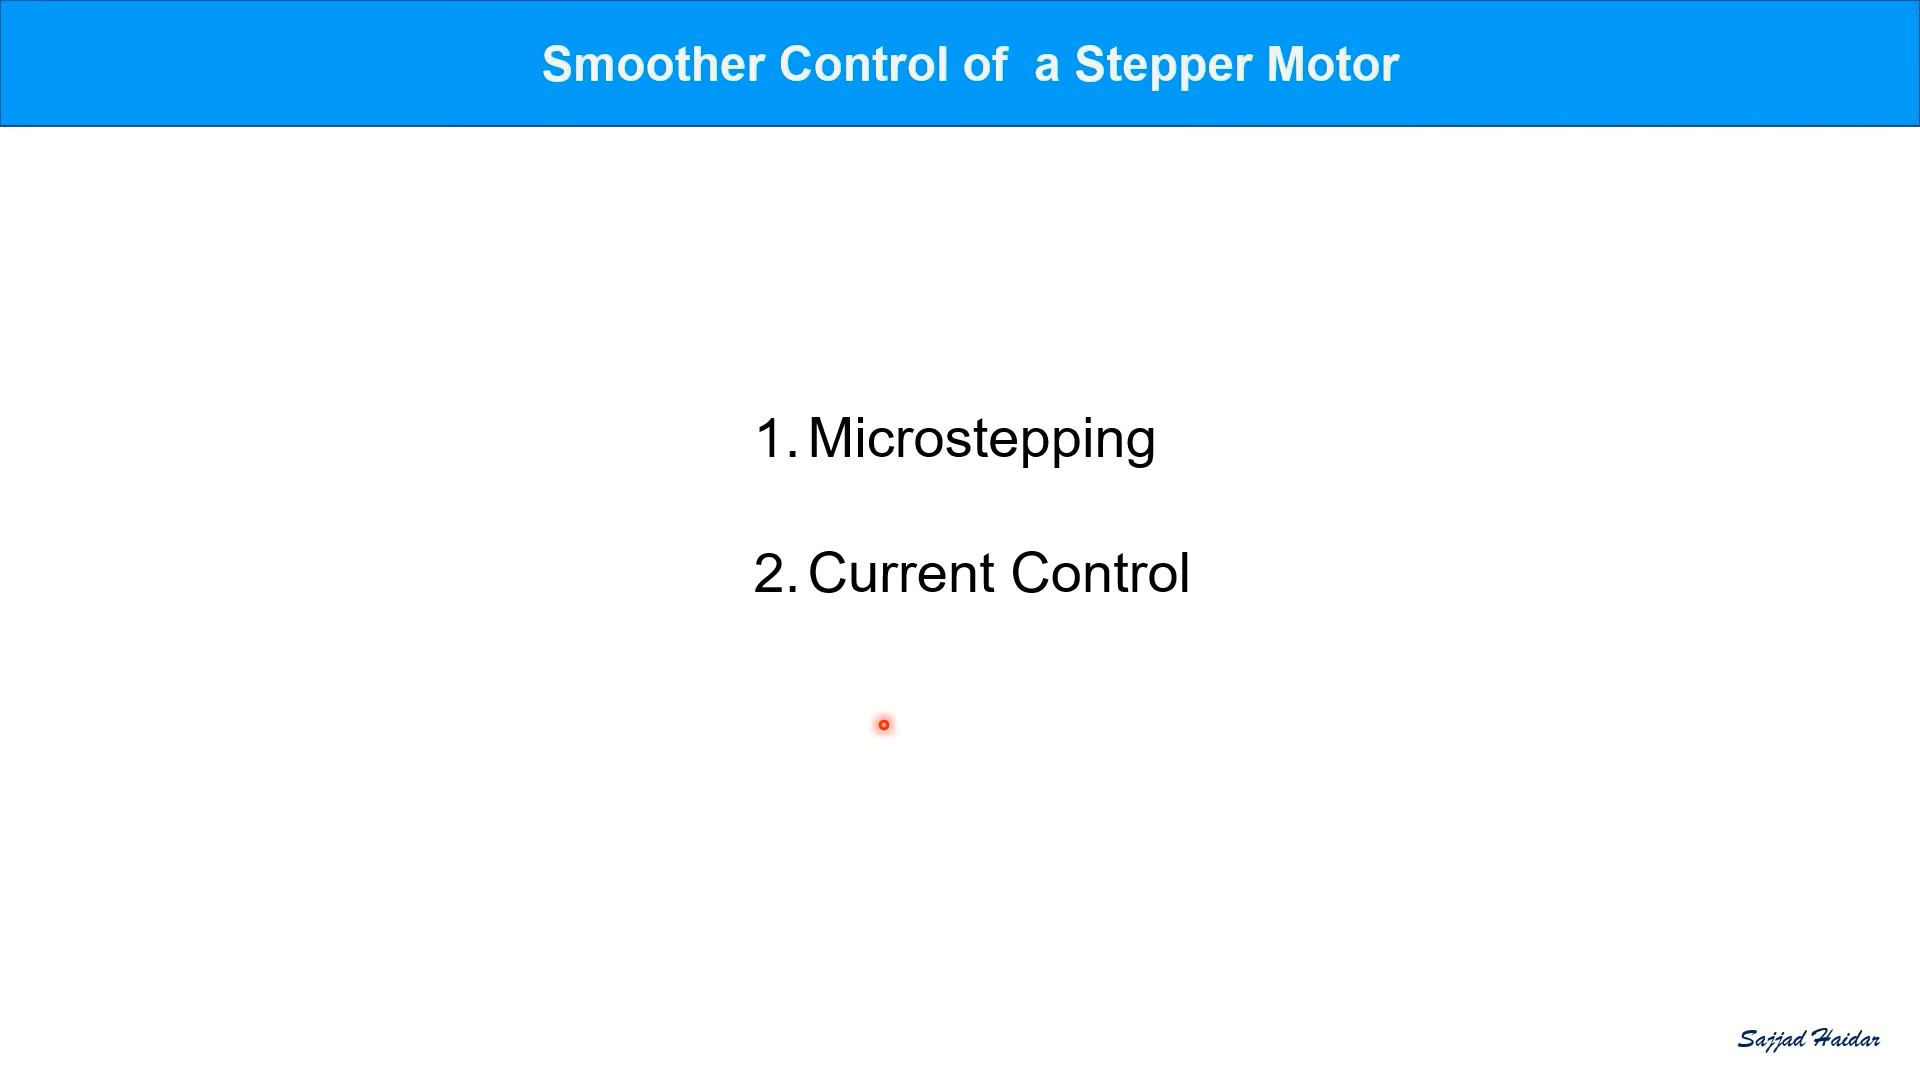 Smoother Control of  a Stepper Motor
1. Microstepping
2. Current Control
Sajjad Haidar